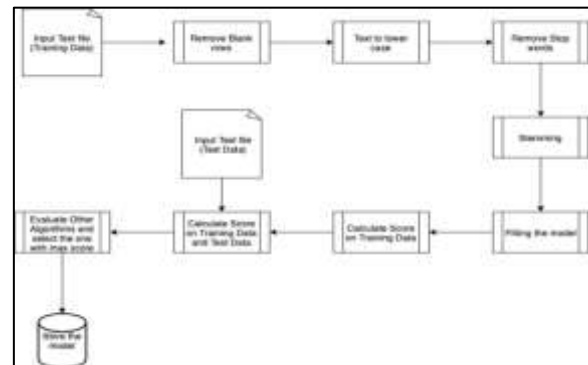 Input Text file
(Training Data)
Remove Blank
rows
Text to lower
case
Remove Stop
words
Stemming
Input Text file
(Test Data)
Evaluate Other
Algorithms and
select the one
with max score
Calculate Score
on Training Data
and Test Data
Calculate Score
on Training Data
Fitting the model
Store the
model